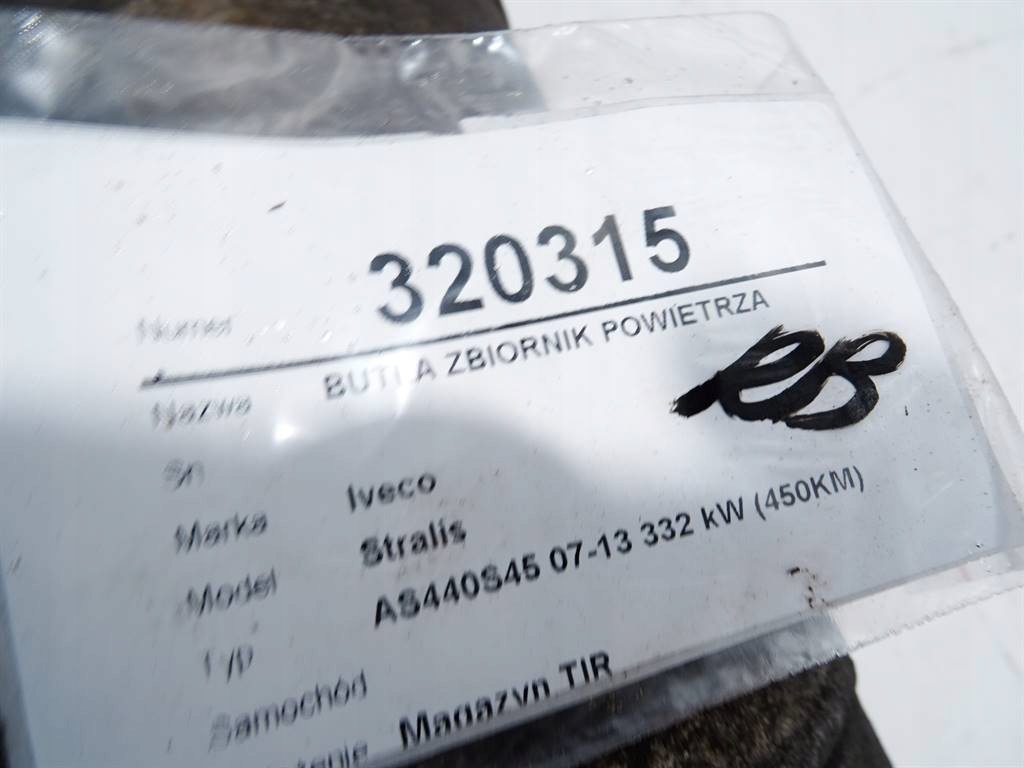 Numer 320315
Nazwa BUTLA ZBIORNIK POWIETRZA
Sn
Marka Iveco
Model Stralis
Typ AS440S45 07-13 332 kW (450KM)
Samochód
Magazyn TIR